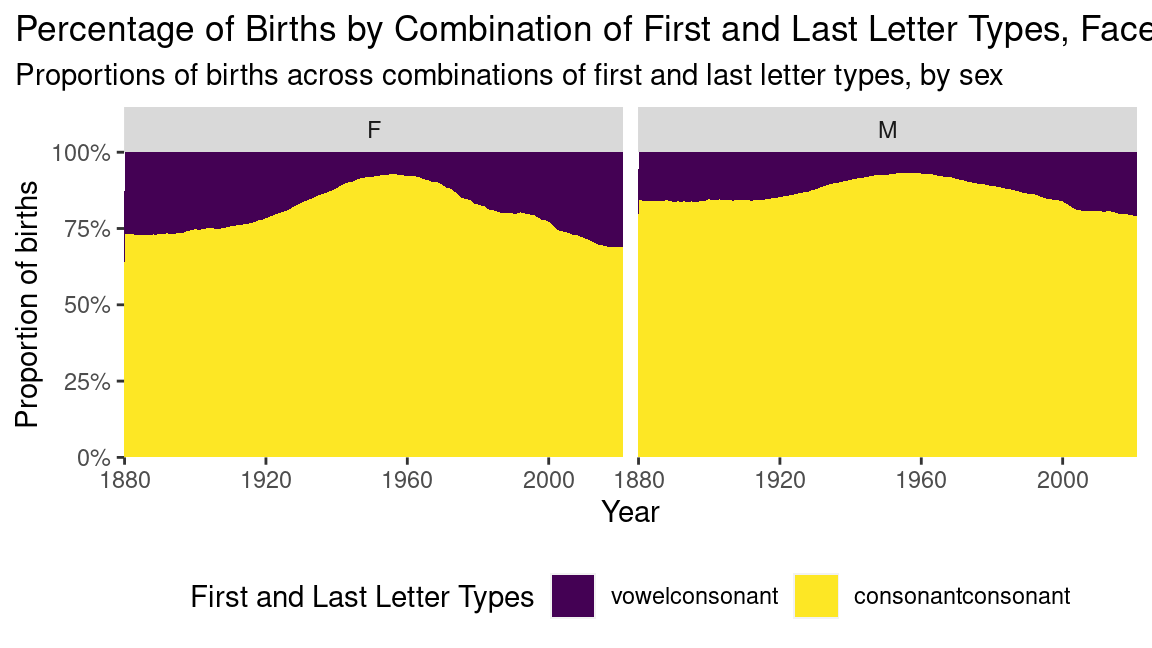 Percentage of Births by Combination of First and Last Letter Types, Face
Proportions of births across combinations of first and last letter types, by sex
F M
100%
75%
50%
25%
0%
Proportion of births
1880 1920 1960 2000 1880 1920 1960 2000
Year
First and Last Letter Types vowelconsonant consonantconsonant